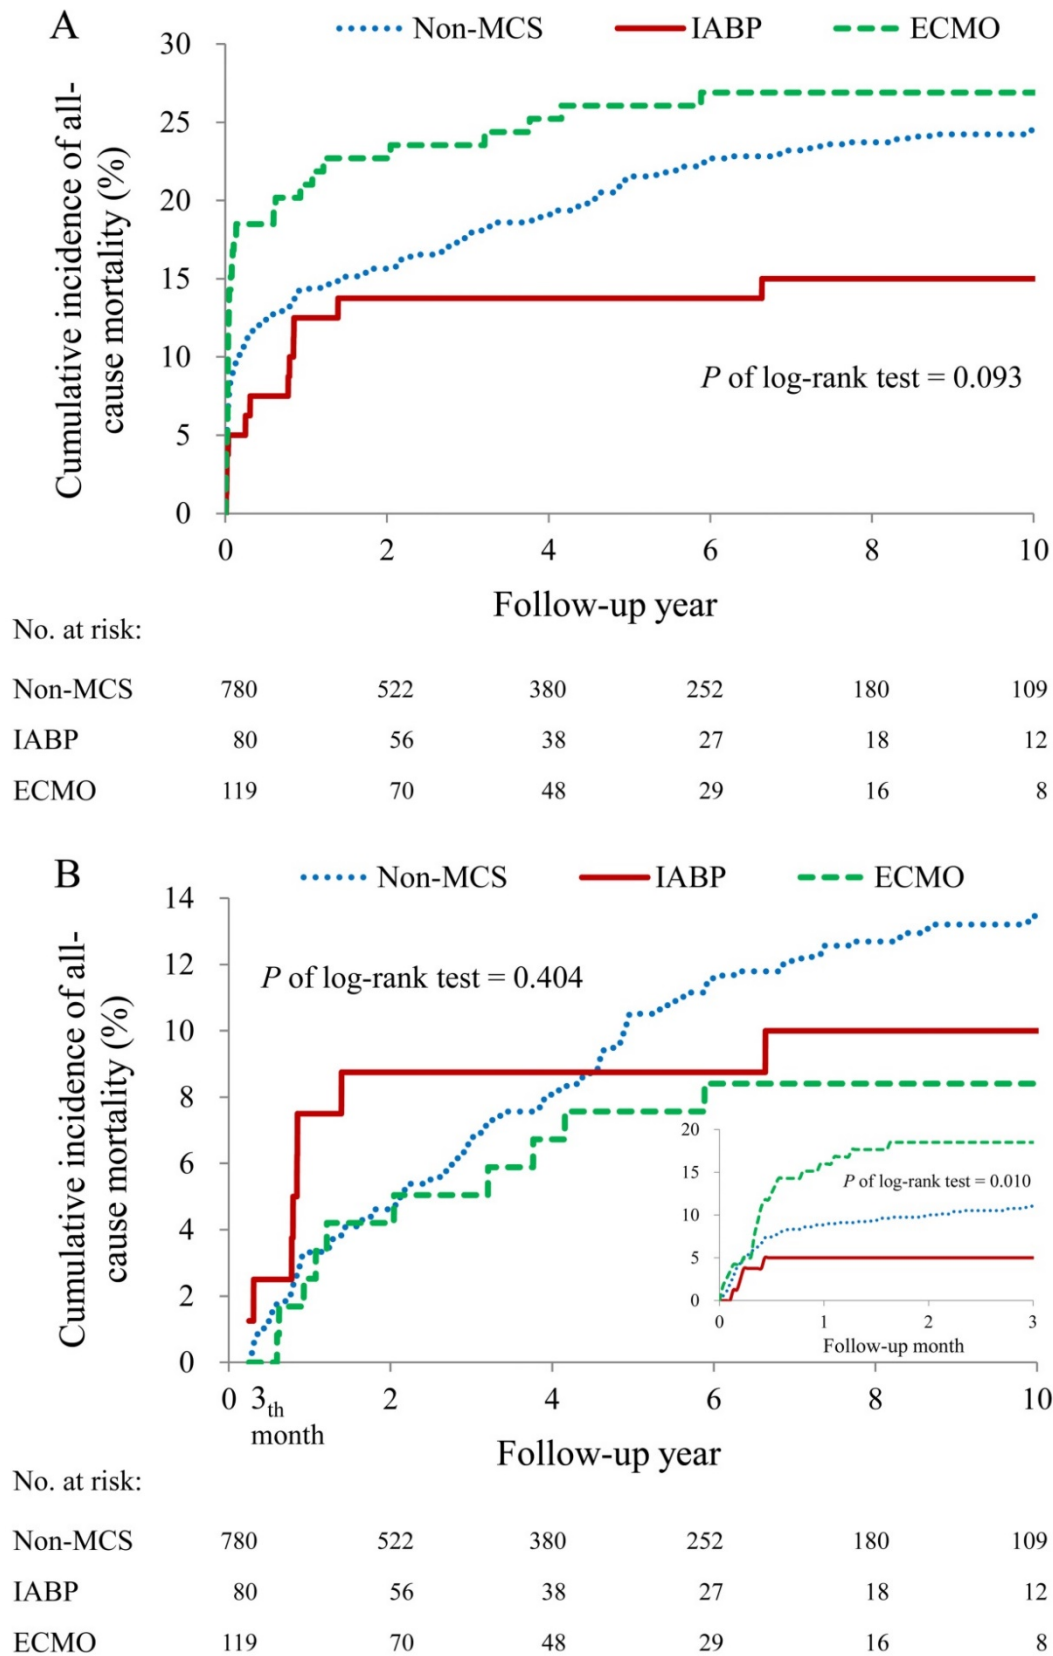 A
Non-MCS IABP ECMO
Cumulative incidence of all-
cause mortality (%)
30
25
20
15
10
5
0
P of log-rank test = 0.093
0 2 4 6 8 10
Follow-up year
No. at risk:
Non-MCS 780 522 380 252 180 109
IABP 80 56 38 27 18 12
ECMO 119 70 48 29 16 8
B
Non-MCS IABP ECMO
Cumulative incidence of all-
cause mortality (%)
14
12
10
8
6
4
2
0
P of log-rank test = 0.404
20
15
10
5
0
P of log-rank test = 0.010
0 1 2 3
Follow-up month
0 3th 2 4 6 8 10
month
Follow-up year
No. at risk:
Non-MCS 780 522 380 252 180 109
IABP 80 56 38 27 18 12
ECMO 119 70 48 29 16 8